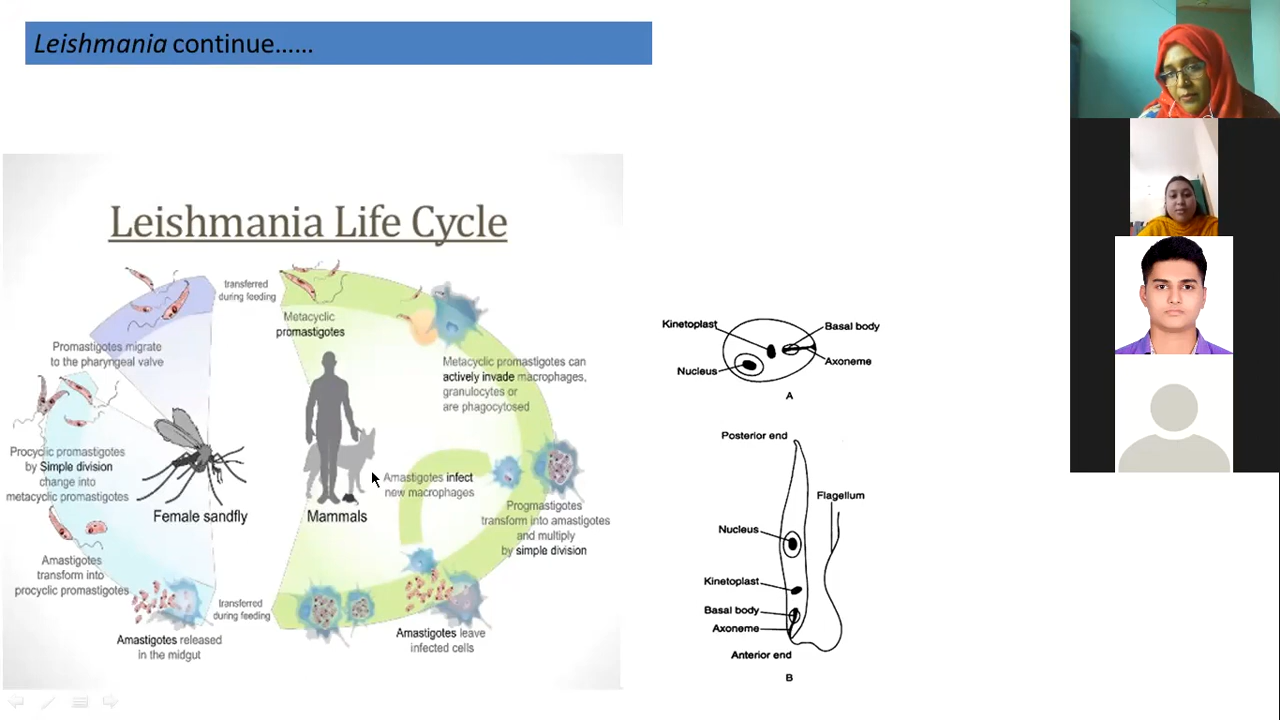 Leishmania continue......
Leishmania Life Cycle
transferred
during feeding
Metacyclic
promastigotes
Promastigotes migrate
to the pharyngeal valve
Metacyclic promastigotes can
actively invade macrophages,
granulocytes or
are phagocytosed
Procyclic promastigotes
by Simple division
change into
metacyclic promastigotes
Amastigotes infect
new macrophages
Female sandfly
Mammals
Progmastigotes
transform into amastigotes
and multiply
by simple division
Amastigotes
transform into
procyclic promastigotes
transferred
during feeding
Amastigotes released
in the midgut
Amastigotes leave
infected cells
Kinetoplast
Basal body
Axoneme
Nucleus
A
Posterior end
Flagellum
Nucleus
Kinetoplast
Basal body
Axoneme
Anterior end
B